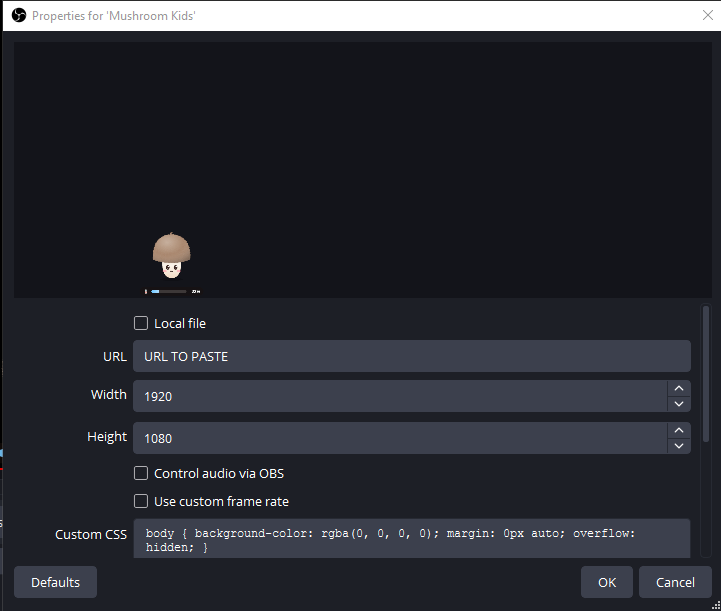 Properties for 'Mushroom Kids'
Local file
URL
URL TO PASTE
Width
1920
Height
1080
Control audio via OBS
Use custom frame rate
Custom CSS
body { background-color: rgba(0, 0, 0, 0); margin: 0px auto; overflow:
hidden; }
Defaults
OK
Cancel